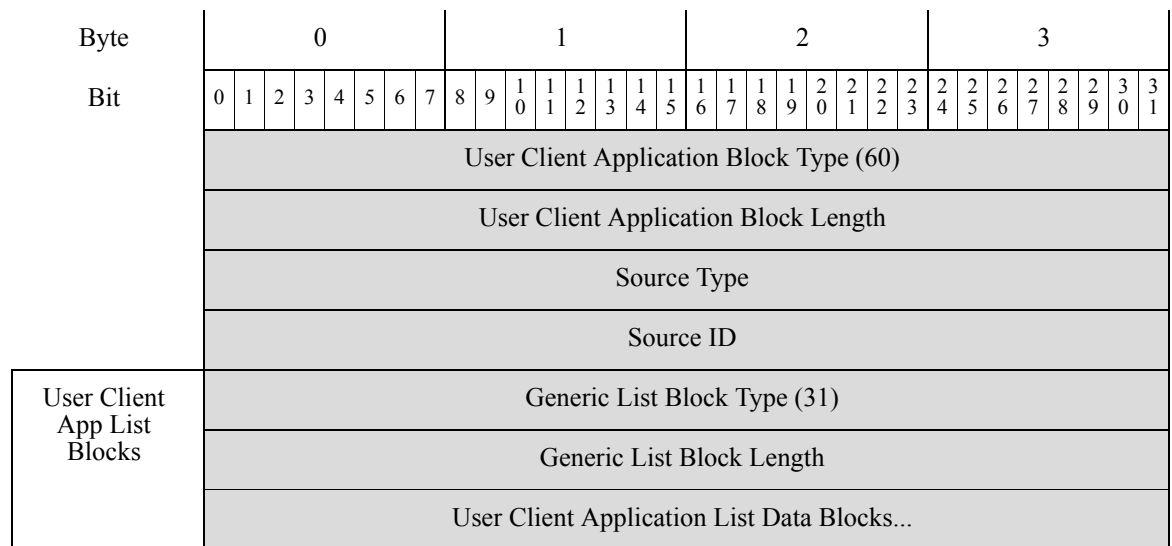 Byte 0 1 2 3
Bit 0 1 2 3 4 5 6 7 8 9 10 11 12 13 14 15 16 17 18 19 20 21 22 23 24 25 26 27 28 29 30 31
User Client Application Block Type (60)
User Client Application Block Length
Source Type
Source ID
User Client
App List
Blocks
Generic List Block Type (31)
Generic List Block Length
User Client Application List Data Blocks...